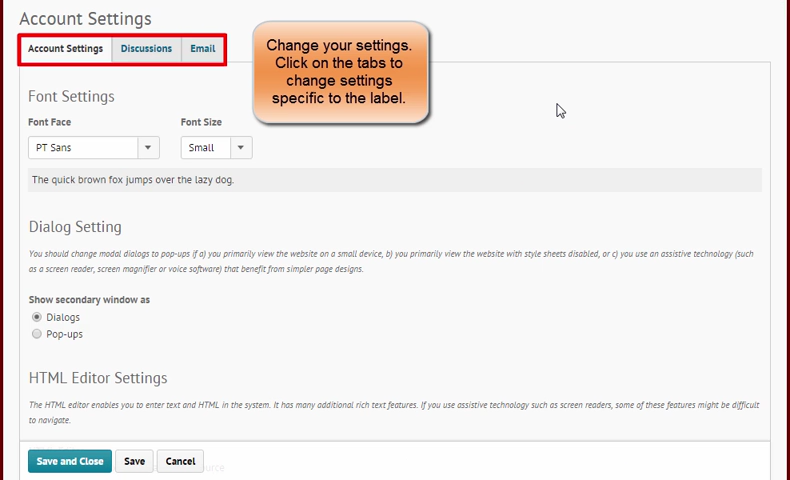 Account Settings
Account Settings Discussions Email
Change your settings.
Click on the tabs to
change settings
specific to the label.
Font Settings
Font Face Font Size
PT Sans Small
The quick brown fox jumps over the lazy dog.
Dialog Setting
You should change modal dialogs to pop-ups if a) you primarily view the website on a small device, b) you primarily view the website with style sheets disabled, or c) you use an assistive technology (such
as a screen reader, screen magnifier or voice software) that benefit from simpler page designs.
Show secondary window as
Dialogs
Pop-ups
HTML Editor Settings
The HTML editor enables you to enter text and HTML in the system. It has many additional rich text features. If you use assistive technology such as screen readers, some of these features might be difficult
to navigate.
Save and Close Save Cancel